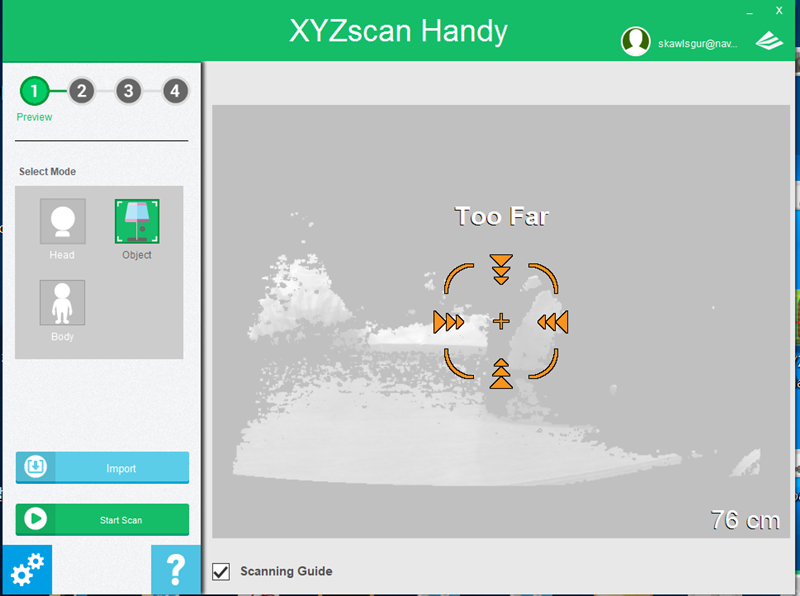 XYZscan Handy
_ X
skawlsgur@nav...
1 2 3 4
Preview
Select Mode
Head Object
Body
Import
Start Scan
?
Too Far
76 cm
Scanning Guide